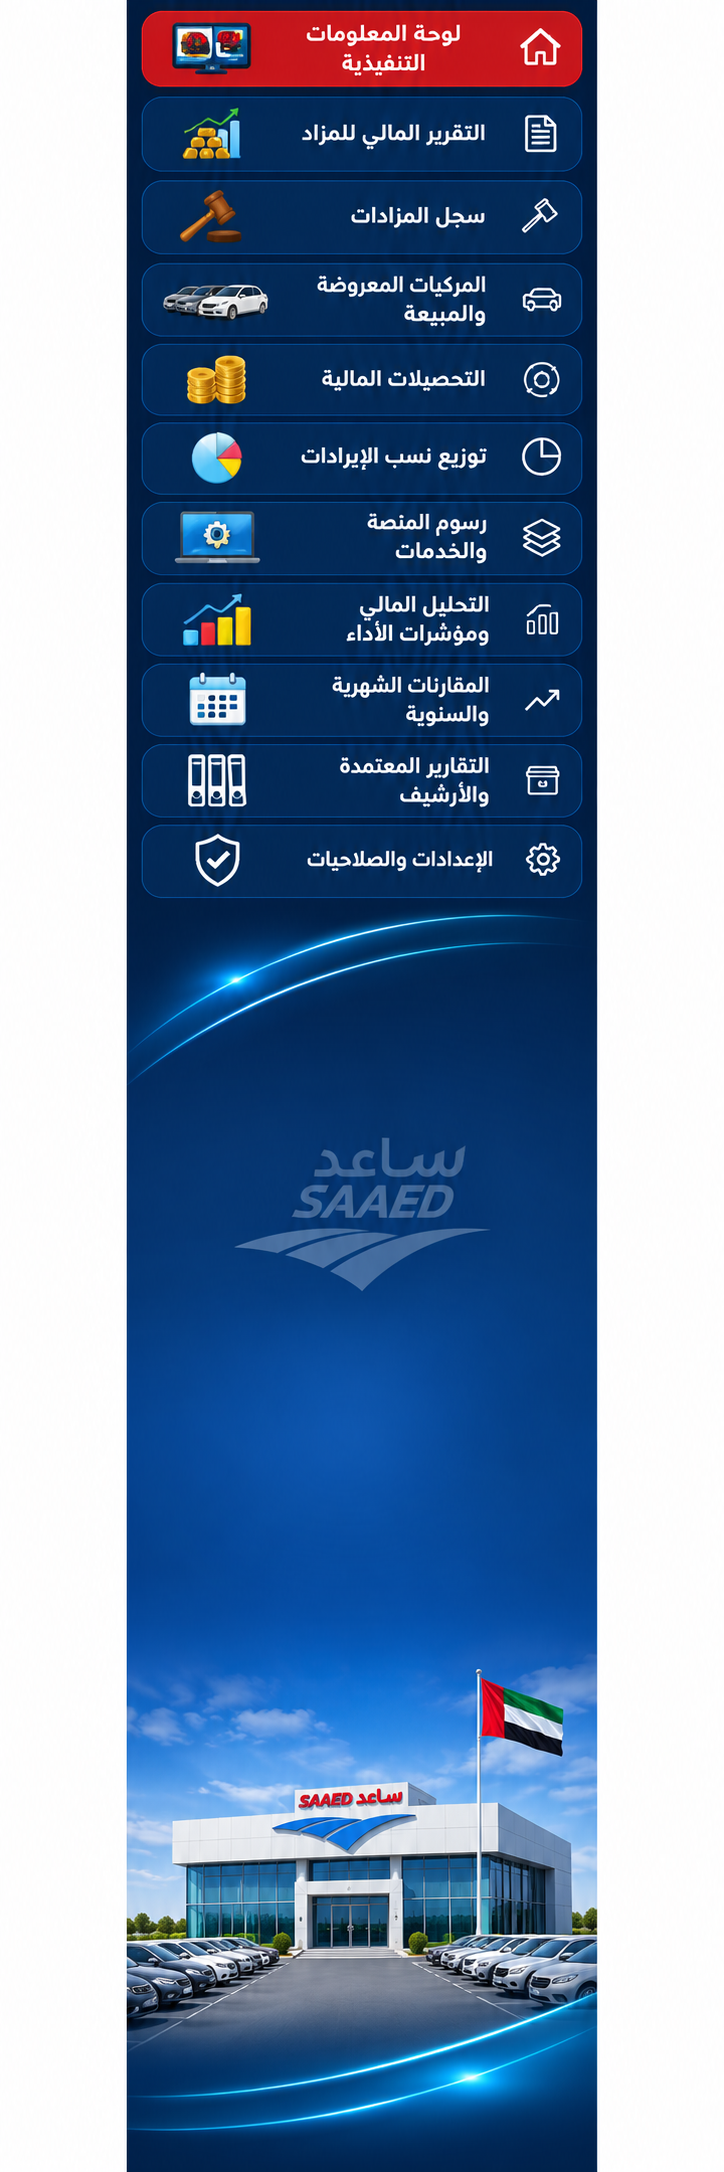 لوحة المعلومات
التنفيذية
التقرير المالي للمزاد
سجل المزادات
المركبات المعروضة
والمبيعة
التحصيلات المالية
توزيع نسب الإيرادات
رسوم المنصة
والخدمات
التحليل المالي
ومؤشرات الأداء
المقارنات الشهرية
والسنوية
التقارير المعتمدة
والأرشيف
الإعدادات والصلاحيات
ساعد
SAAED
ساعد SAAED